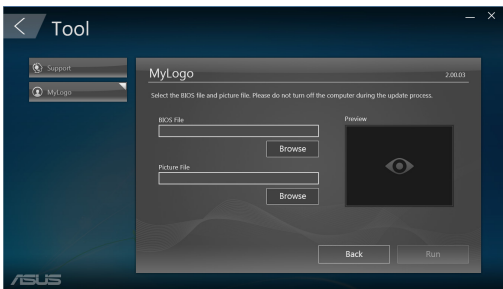 Tool
Support
MyLogo
MyLogo
2.00.03
Select the BIOS file and picture file. Please do not turn off the computer during the update process.
BIOS File
Browse
Picture File
Browse
Preview
Back
Run
ASUS